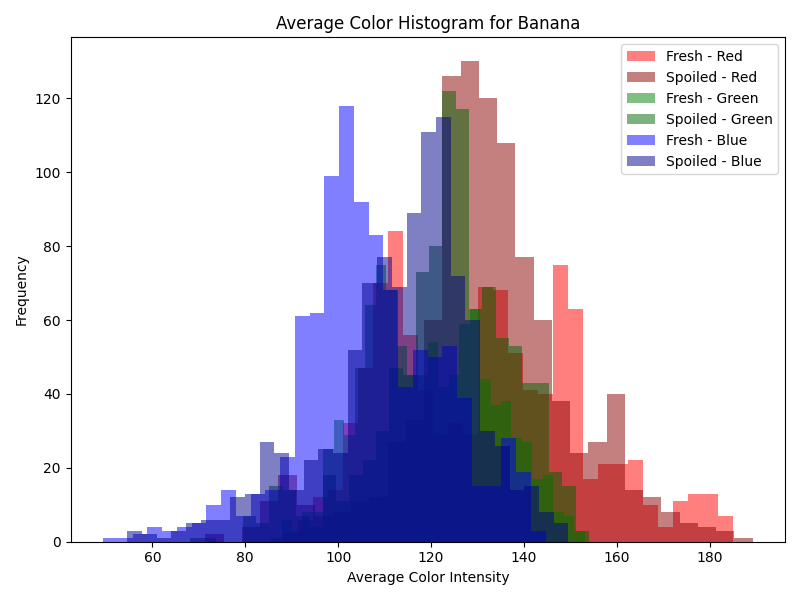 Average Color Histogram for Banana
Fresh - Red
Spoiled - Red
Fresh - Green
Spoiled - Green
Fresh - Blue
Spoiled - Blue
Frequency
120
100
80
60
40
20
0
60
80
100
120
140
160
180
Average Color Intensity